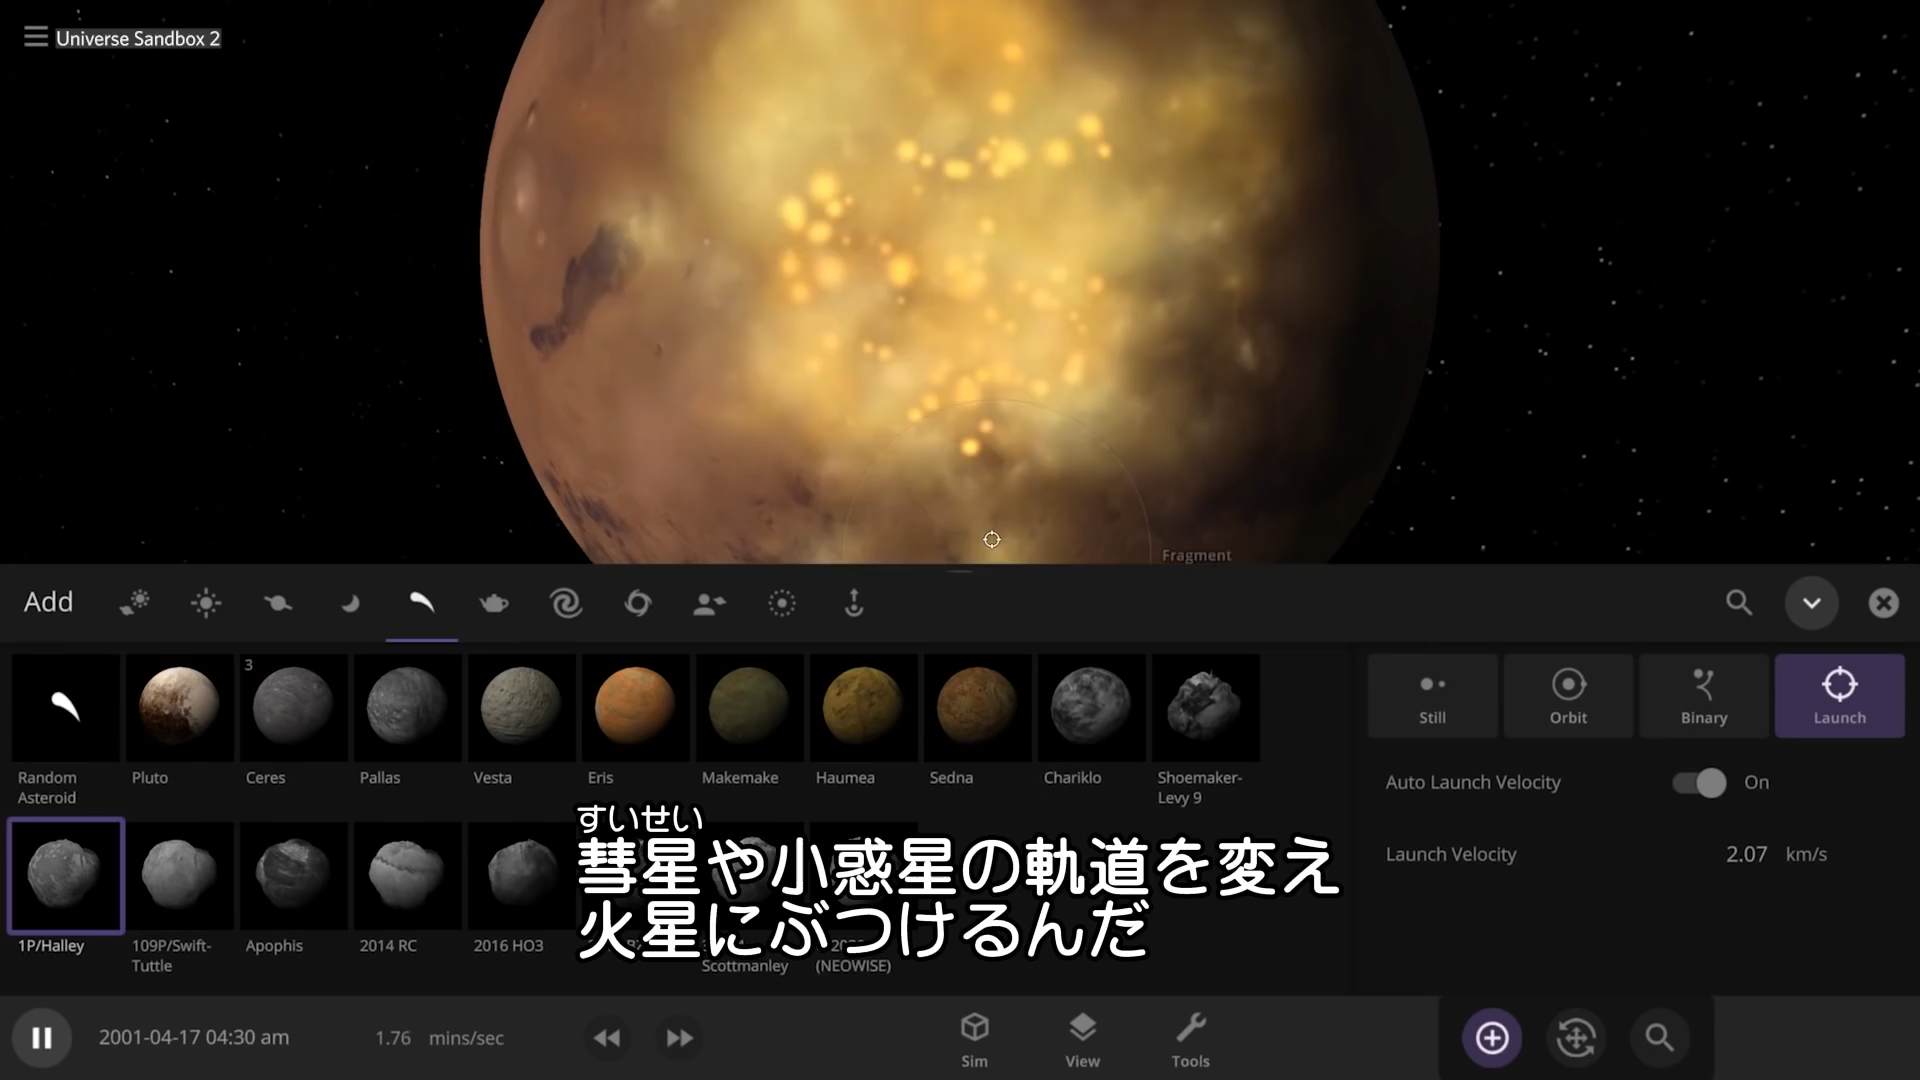 Universe Sandbox 2
Fragment
Add
3
Random Asteroid
Pluto
Ceres
Pallas
Vesta
Eris
Makemake
Haumea
Sedna
Chariklo
Shoemaker-
Levy 9
Still
Orbit
Binary
Launch
Auto Launch Velocity
On
Launch Velocity
2.07 km/s
1P/Halley
109P/Swift-
Tuttle
Apophis
2014 RC
2016 HO3
Scottmanley
(NEOWISE)
すいせい
彗星や小惑星の軌道を変え
火星にぶつけるんだ
2001-04-17 04:30 am
1.76 mins/sec
Sim
View
Tools